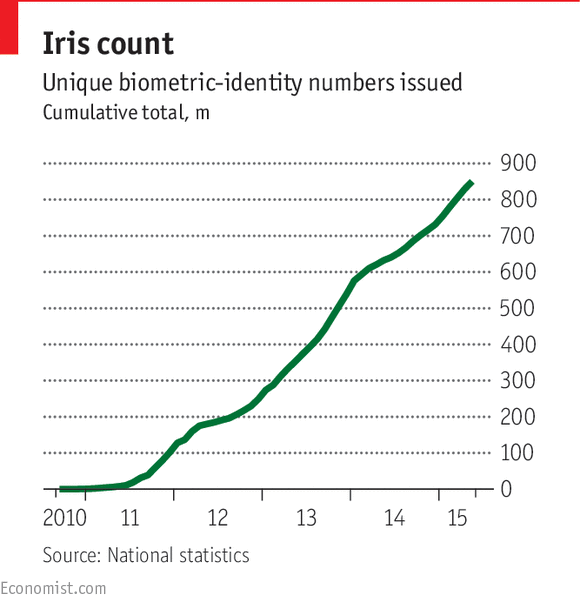 Iris count
Unique biometric-identity numbers issued
Cumulative total, m
900
800
700
600
500
400
300
200
100
0
2010 11 12 13 14 15
Source: National statistics
Economist.com